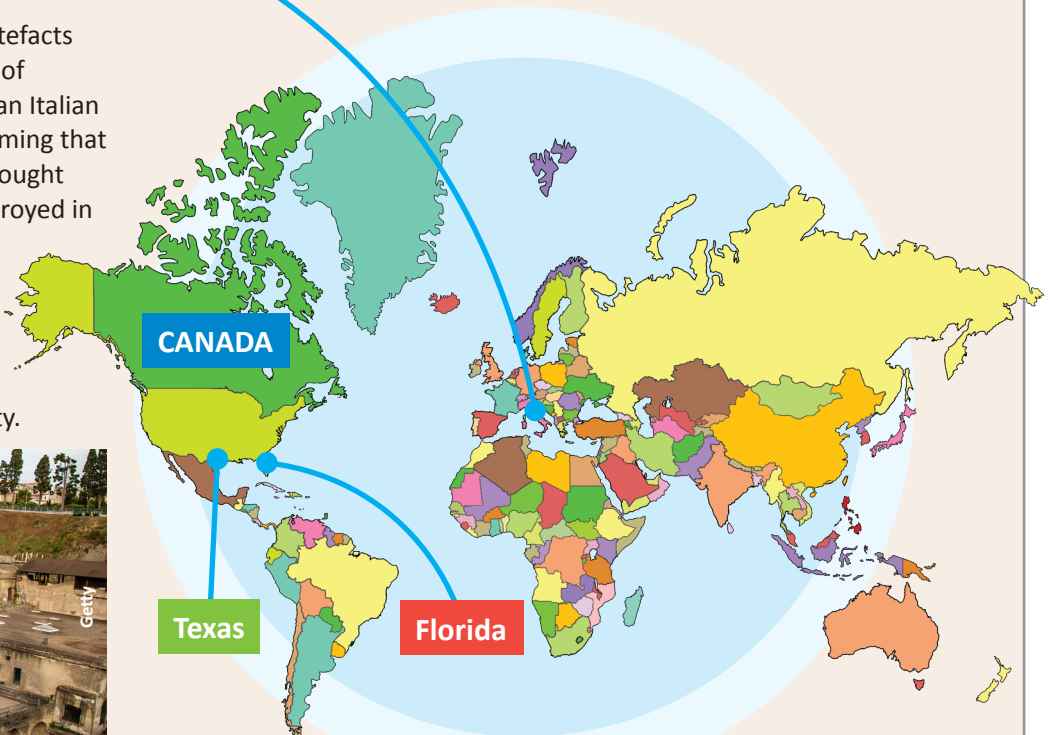 tefacts
of
an Italian
ming that
ought
royed in
ty.
CANADA
Getty
Texas
Florida